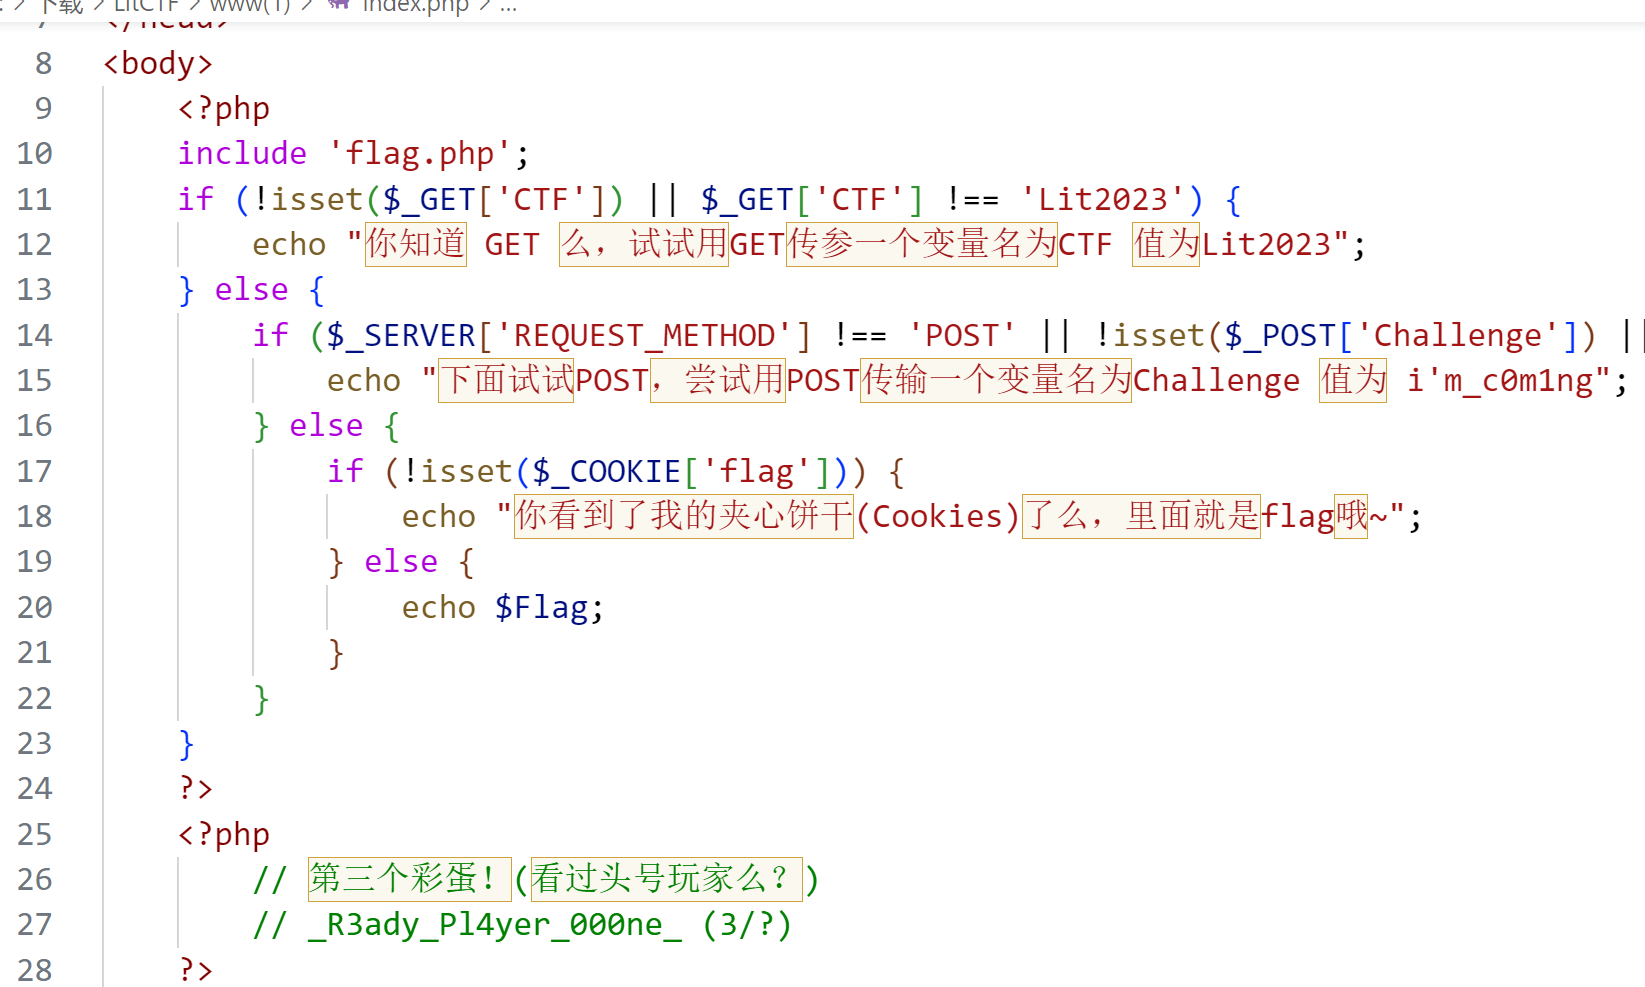 下载 > LitCTF > www(1) > index.php > ...
7 </head>
8 <body>
9 <?php
10 include 'flag.php';
11 if (!isset($_GET['CTF']) || $_GET['CTF'] !== 'Lit2023') {
12 echo "你知道 GET 么，试试用GET传参一个变量名为CTF 值为Lit2023";
13 } else {
14 if ($_SERVER['REQUEST_METHOD'] !== 'POST' || !isset($_POST['Challenge']) ||
15 echo "下面试试POST，尝试用POST传输一个变量名为Challenge 值为 i'm_c0m1ng";
16 } else {
17 if (!isset($_COOKIE['flag'])) {
18 echo "你看到了我的夹心饼干(Cookies)了么，里面就是flag哦~";
19 } else {
20 echo $Flag;
21 }
22 }
23 }
24 ?>
25 <?php
26 // 第三个彩蛋！(看过头号玩家么？)
27 // _R3ady_Pl4yer_000ne_ (3/?)
28 ?>